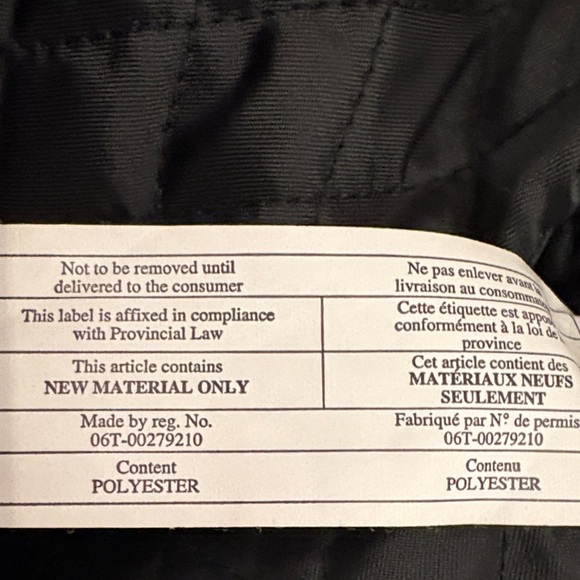 Not to be removed until
delivered to the consumer
This label is affixed in compliance
with Provincial Law
This article contains
NEW MATERIAL ONLY
Made by reg. No.
06T-00279210
Content
POLYESTER
Ne pas enlever avant
livraison au
Cette étiquette est
conformément à la loi de
province
Cet article contient des
MATÉRIAUX NEUFS
SEULEMENT
Fabriqué par Nº de permis
06T-00279210
Contenu
POLYESTER